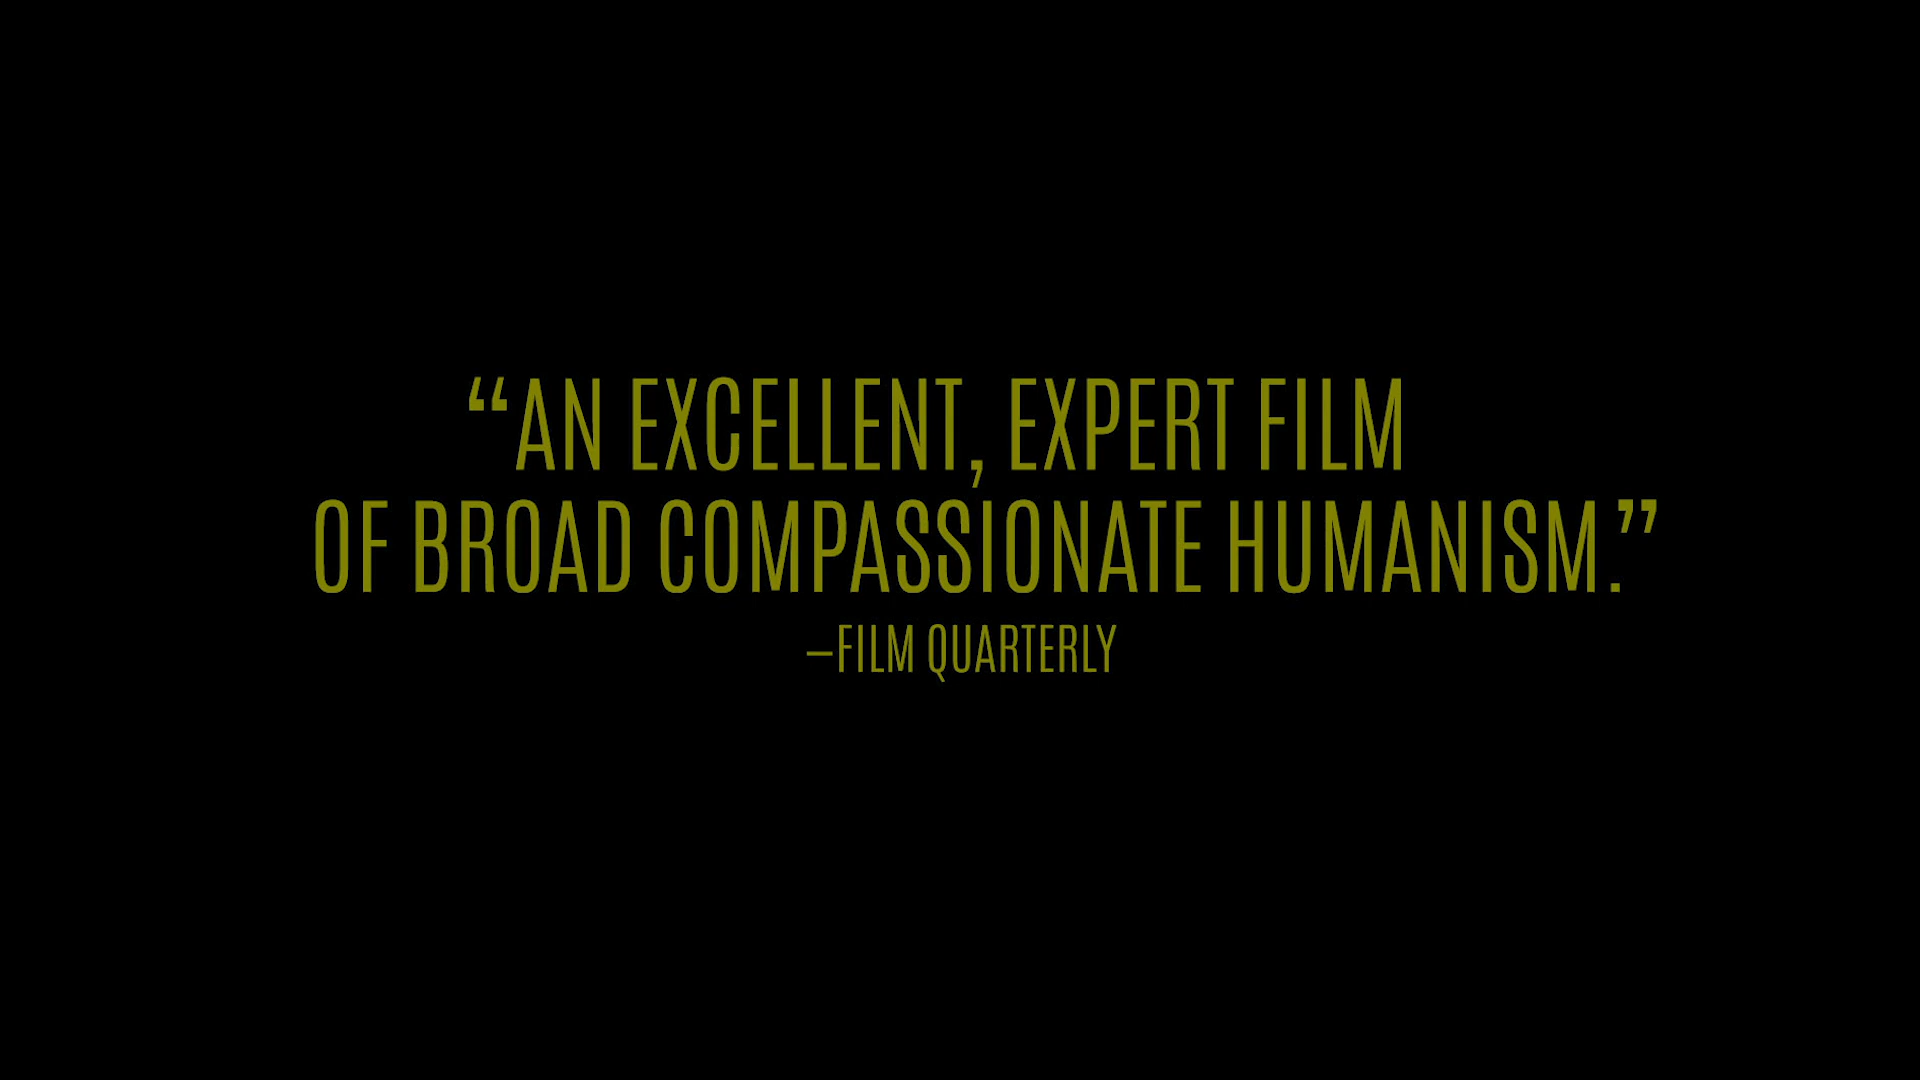 “AN EXCELLENT, EXPERT FILM
OF BROAD COMPASSIONATE HUMANISM.”
–FILM QUARTERLY